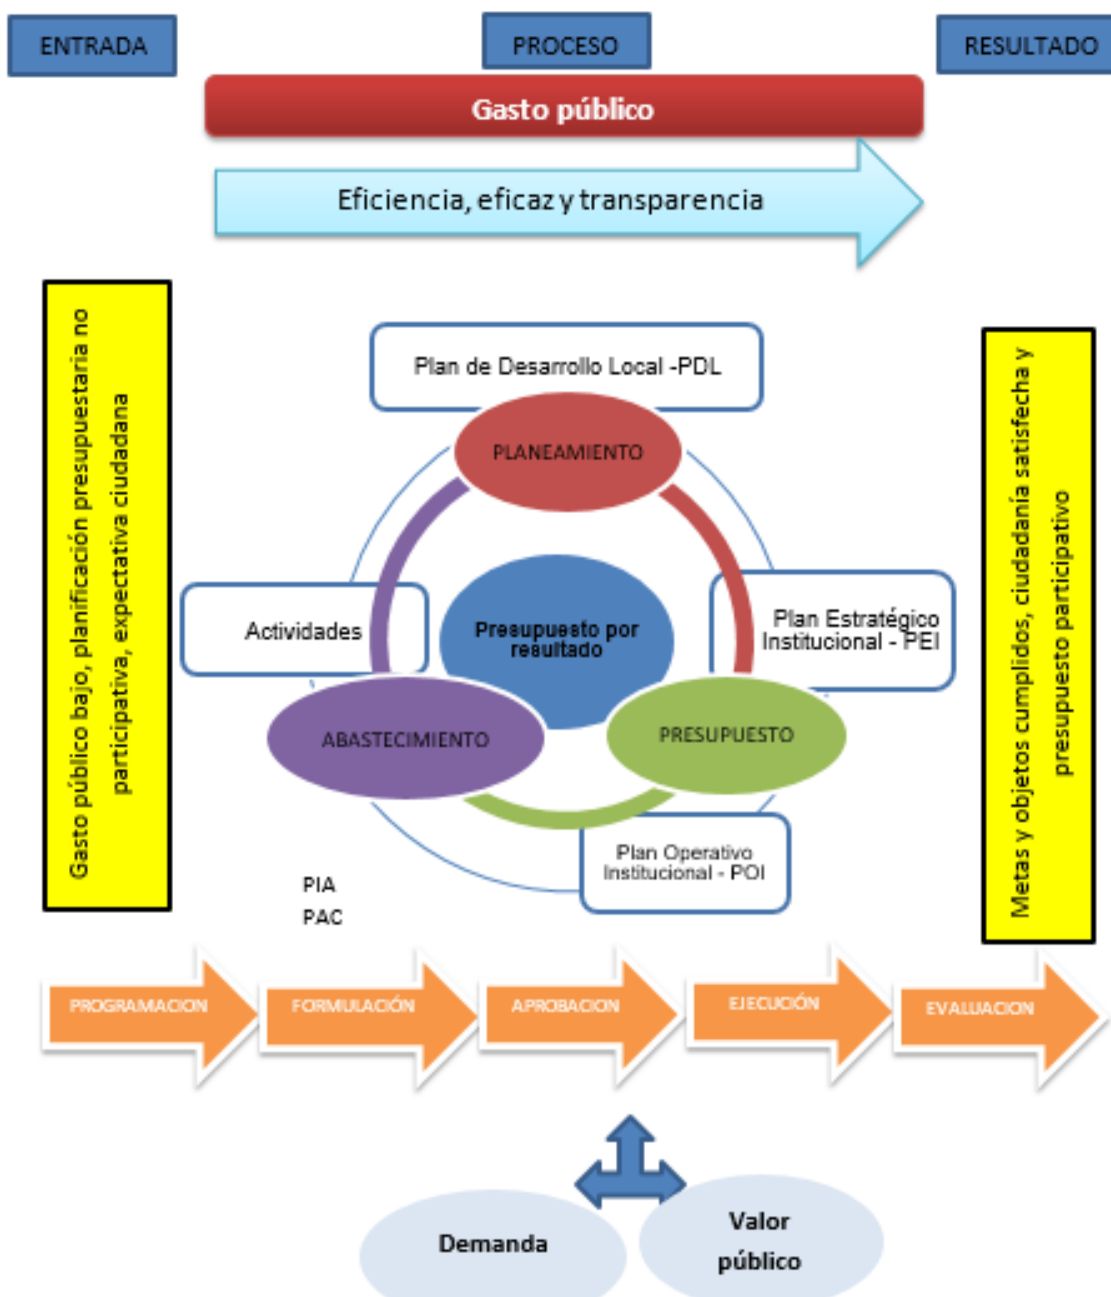 ENTRADA
PROCESO
RESULTADO
Gasto público
Eficiencia, eficaz y transparencia
Gasto público bajo, planificación presupuestaria no
participativa, expectativa ciudadana
Plan de Desarrollo Local -PDL
PLANEAMIENTO
Actividades
Presupuesto por
resultado
Plan Estratégico
Institucional - PEI
ABASTECIMIENTO
PRESUPUESTO
Plan Operativo
Institucional - POI
PIA
PAC
Metas y objetos cumplidos, ciudadanía satisfecha y
presupuesto participativo
PROGRAMACION
FORMULACIÓN
APROBACION
EJECUCIÓN
EVALUACION
Demanda
Valor
público